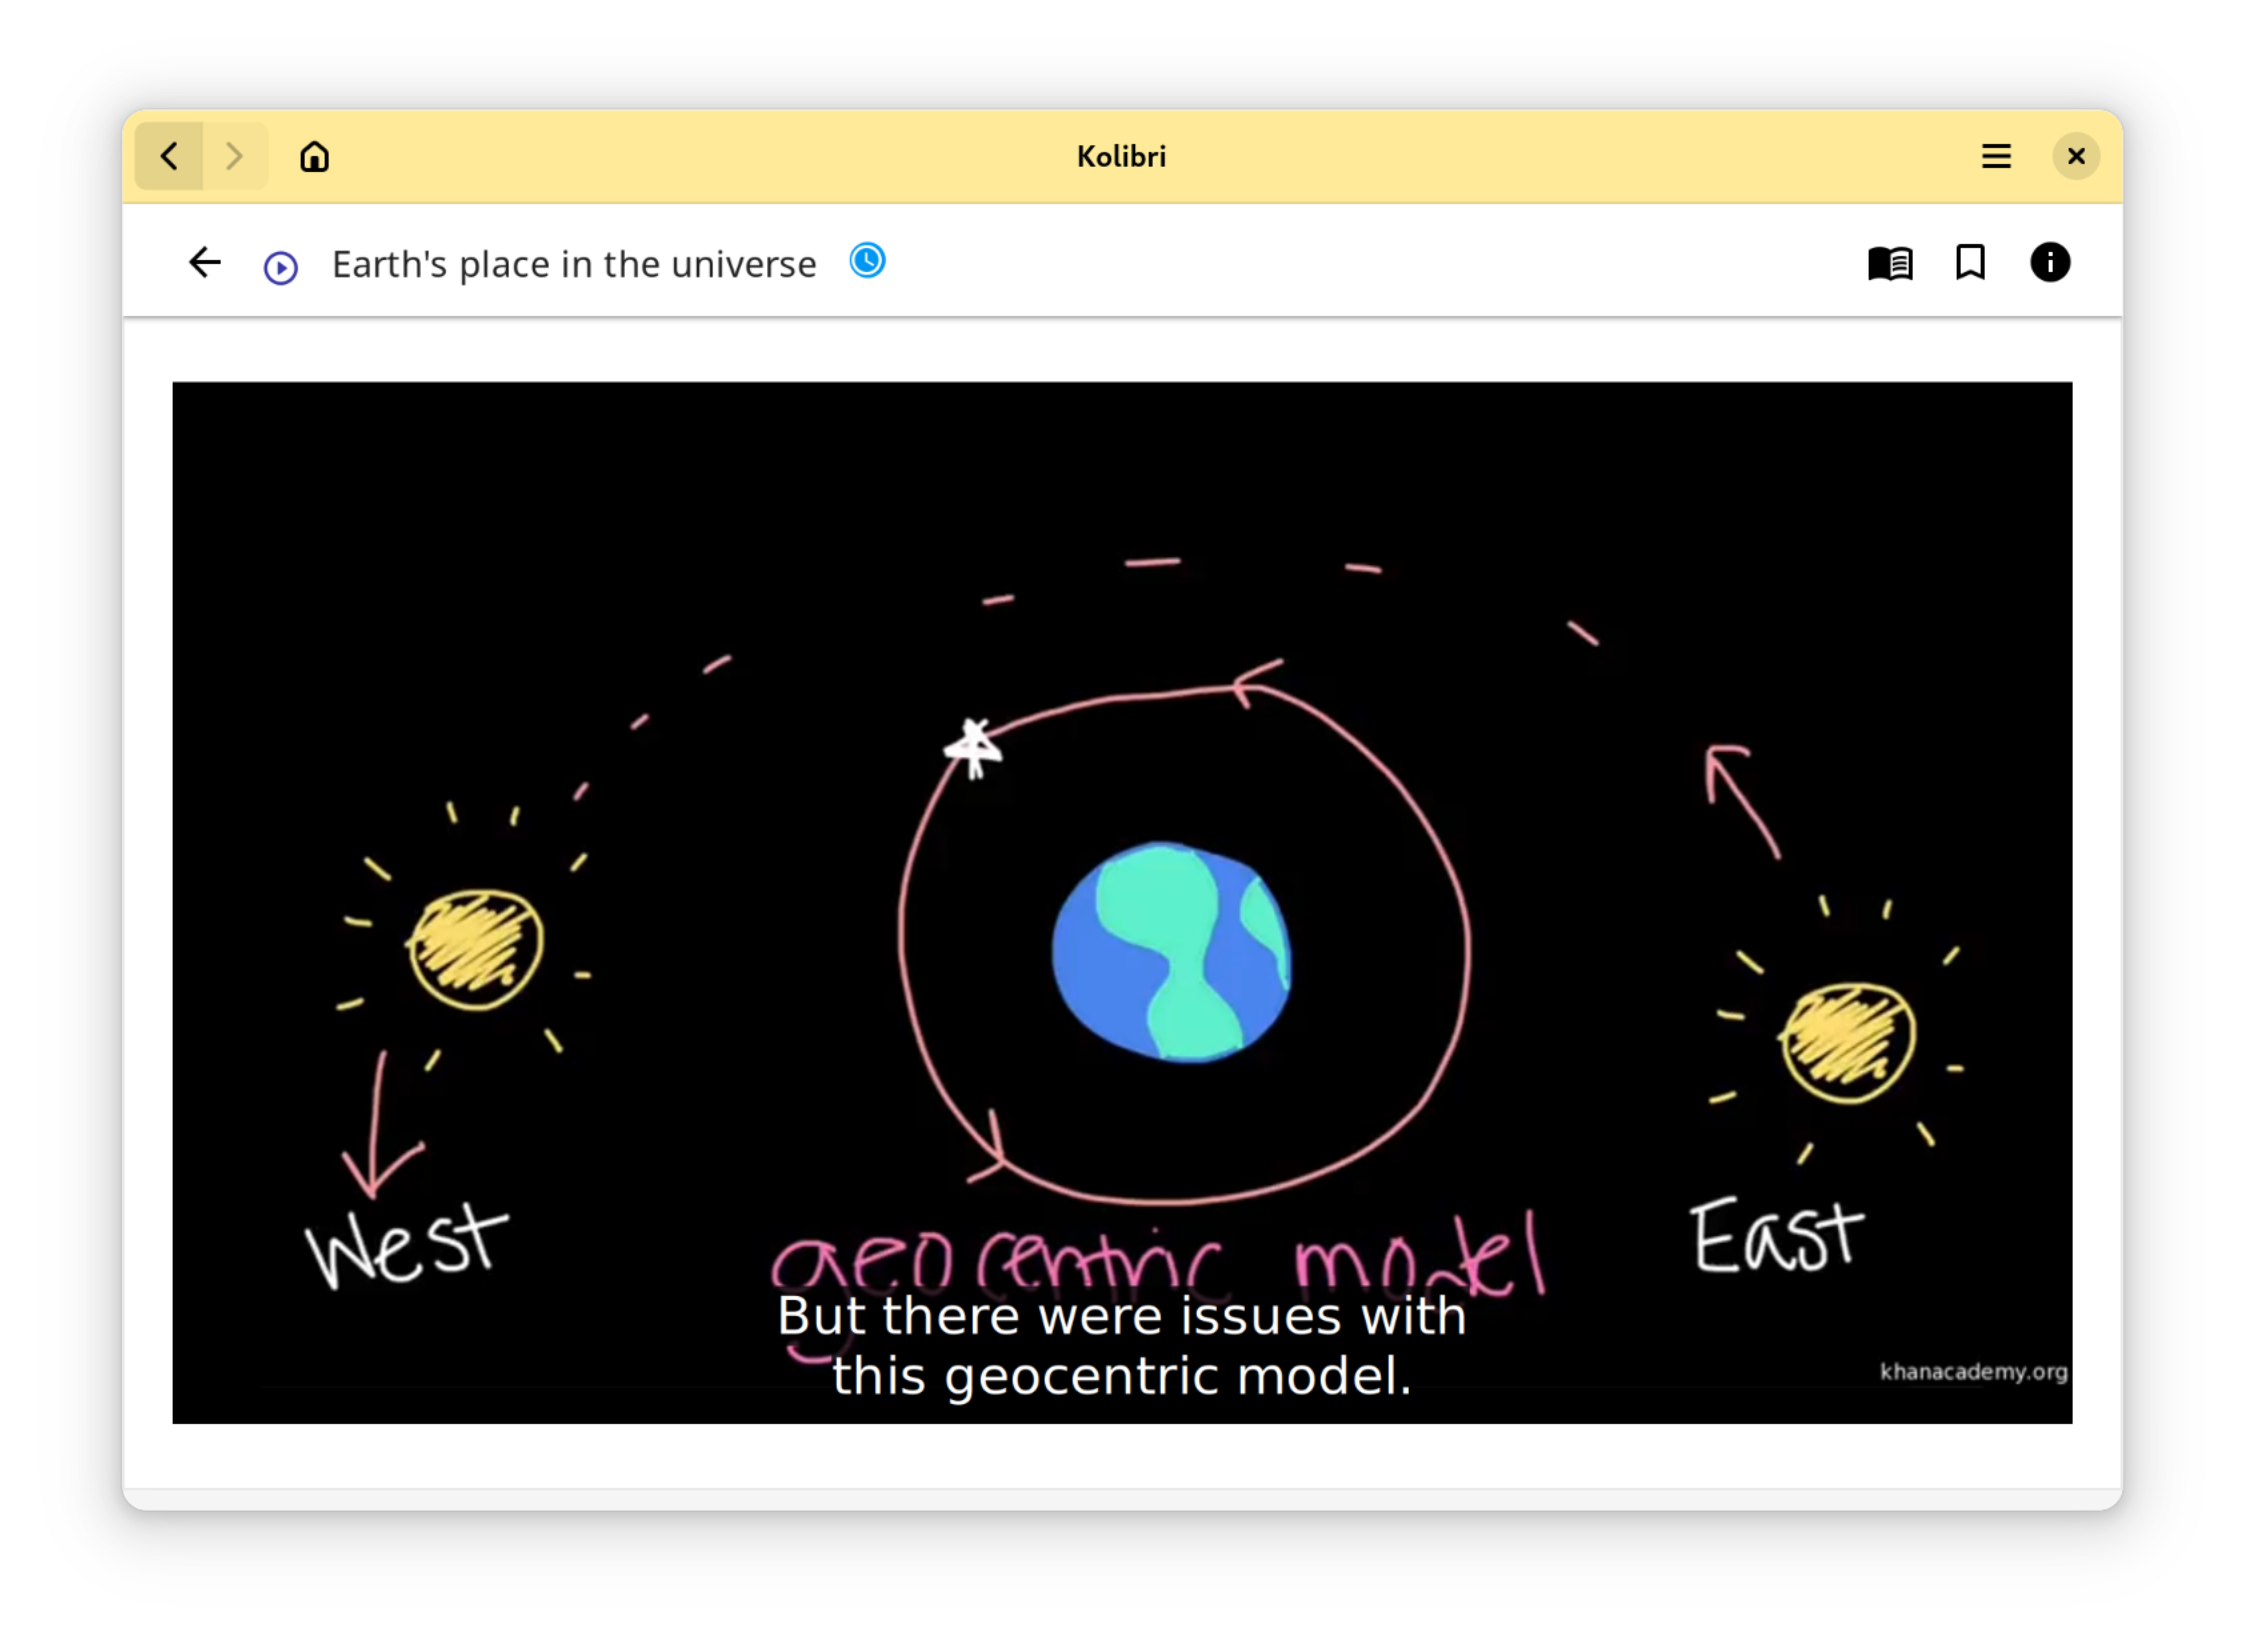 Kolibri
Earth's place in the universe
West
East
geocentric model
But there were issues with
this geocentric model.
khanacademy.org